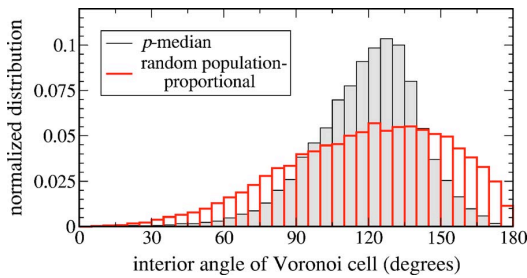 0.1
0.075
0.05
0.025
0
normalized distribution
p-median
random population-
proportional
0 30 60 90 120 150 180
interior angle of Voronoi cell (degrees)